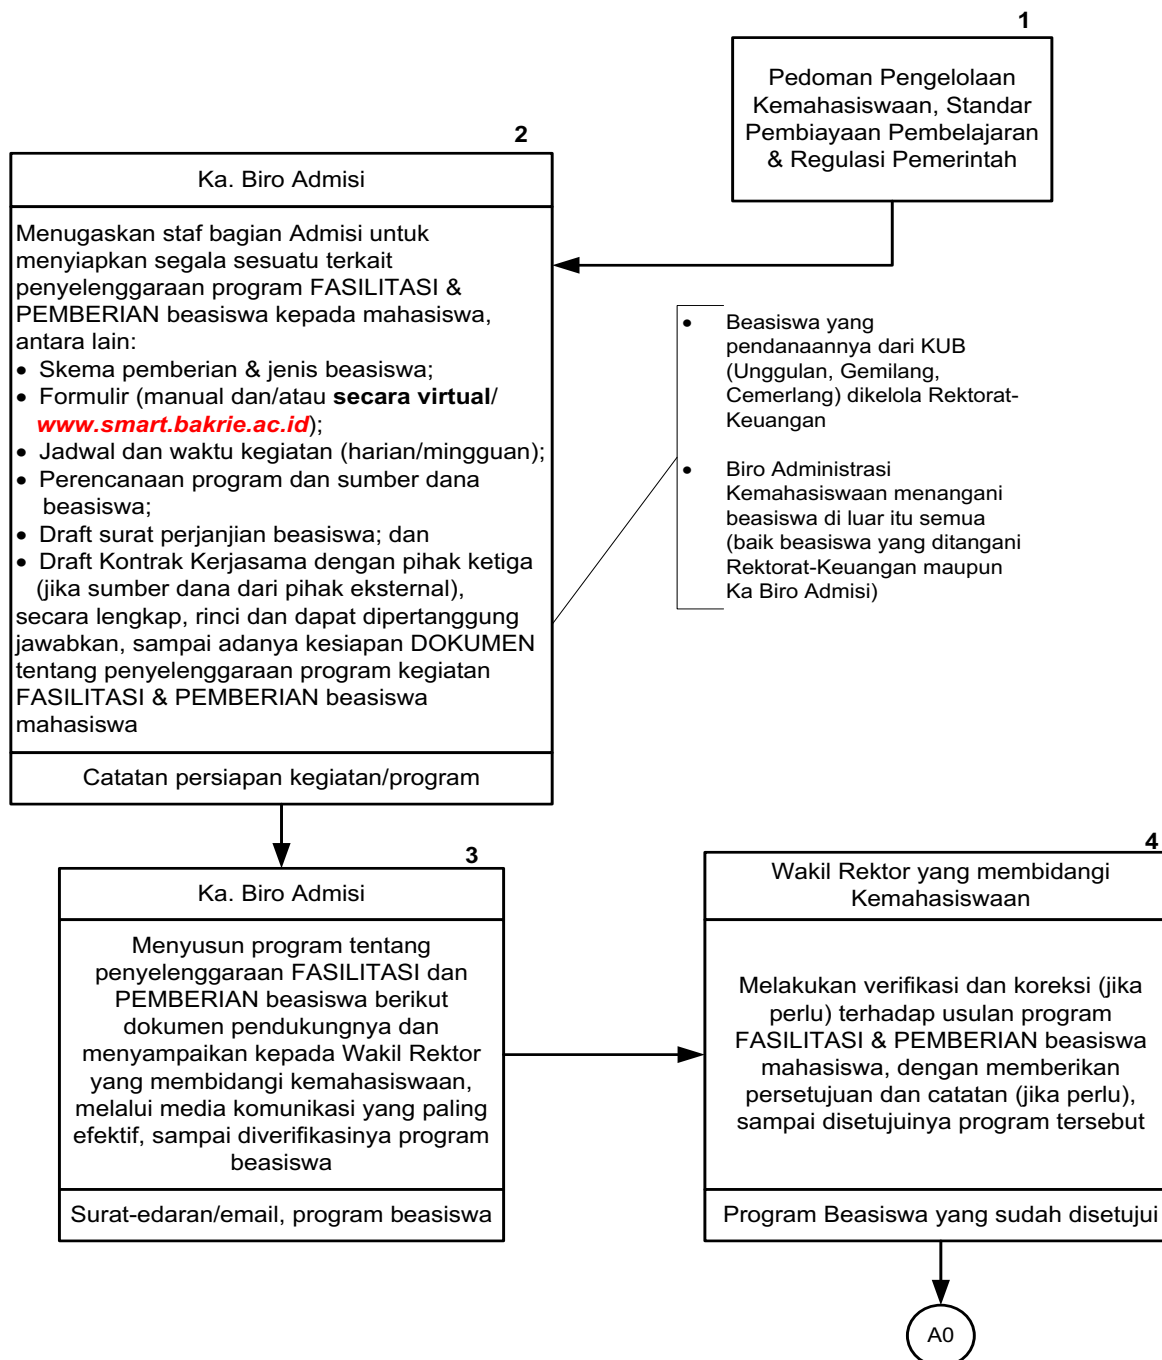 1
Pedoman Pengelolaan
Kemahasiswaan, Standar
Pembiayaan Pembelajaran
& Regulasi Pemerintah
2
Ka. Biro Admisi
Menugaskan staf bagian Admisi untuk
menyiapkan segala sesuatu terkait
penyelenggaraan program FASILITASI &
PEMBERIAN beasiswa kepada mahasiswa,
antara lain:
• Skema pemberian & jenis beasiswa;
• Formulir (manual dan/atau secara virtual/
www.smart.bakrie.ac.id);
• Jadwal dan waktu kegiatan (harian/mingguan);
• Perencanaan program dan sumber dana
beasiswa;
• Draft surat perjanjian beasiswa; dan
• Draft Kontrak Kerjasama dengan pihak ketiga
(jika sumber dana dari pihak eksternal),
secara lengkap, rinci dan dapat dipertanggung
jawabkan, sampai adanya kesiapan DOKUMEN
tentang penyelenggaraan program kegiatan
FASILITASI & PEMBERIAN beasiswa
mahasiswa
Catatan persiapan kegiatan/program
• Beasiswa yang
pendanaannya dari KUB
(Unggulan, Gemilang,
Cemerlang) dikelola Rektorat-
Keuangan
• Biro Administrasi
Kemahasiswaan menangani
beasiswa di luar itu semua
(baik beasiswa yang ditangani
Rektorat-Keuangan maupun
Ka Biro Admisi)
3
Ka. Biro Admisi
Menyusun program tentang
penyelenggaraan FASILITASI dan
PEMBERIAN beasiswa berikut
dokumen pendukungnya dan
menyampaikan kepada Wakil Rektor
yang membidangi kemahasiswaan,
melalui media komunikasi yang paling
efektif, sampai diverifikasinya program
beasiswa
Surat-edaran/email, program beasiswa
4
Wakil Rektor yang membidangi
Kemahasiswaan
Melakukan verifikasi dan koreksi (jika
perlu) terhadap usulan program
FASILITASI & PEMBERIAN beasiswa
mahasiswa, dengan memberikan
persetujuan dan catatan (jika perlu),
sampai disetujuinya program tersebut
Program Beasiswa yang sudah disetujui
A0